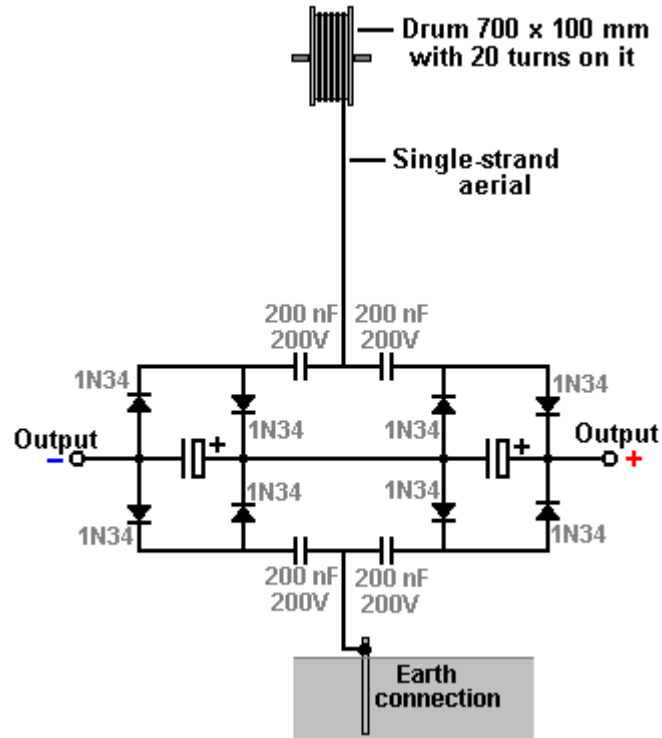 Drum 700 x 100 mm
with 20 turns on it
Single-strand
aerial
200 nF 200 nF
200V 200V
1N34 1N34
1N34 1N34
Output + + Output
- +
1N34 1N34
1N34 1N34
200 nF 200 nF
200V 200V
Earth
connection